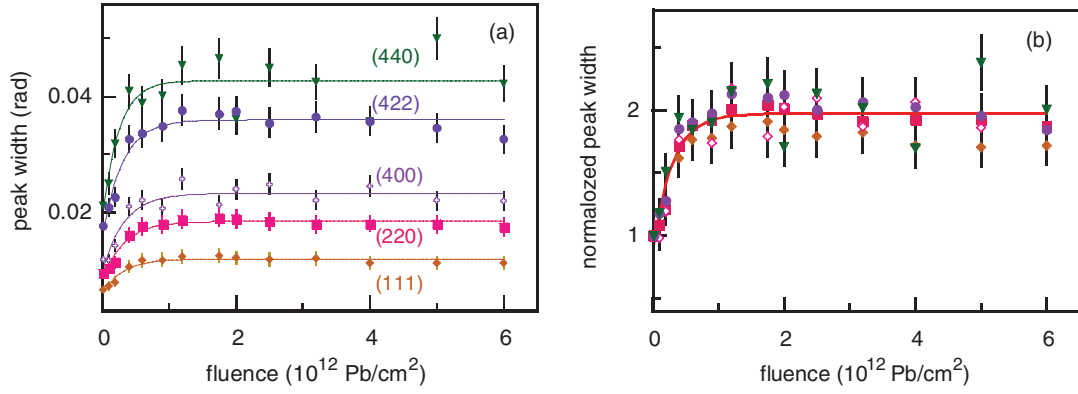 (a)
(440)
(422)
(400)
(220)
(111)
0.04
0.02
peak width (rad)
0 2 4 6
fluence (10¹² Pb/cm²)
(b)
2
1
normalozed peak width
0 2 4 6
fluence (10¹² Pb/cm²)